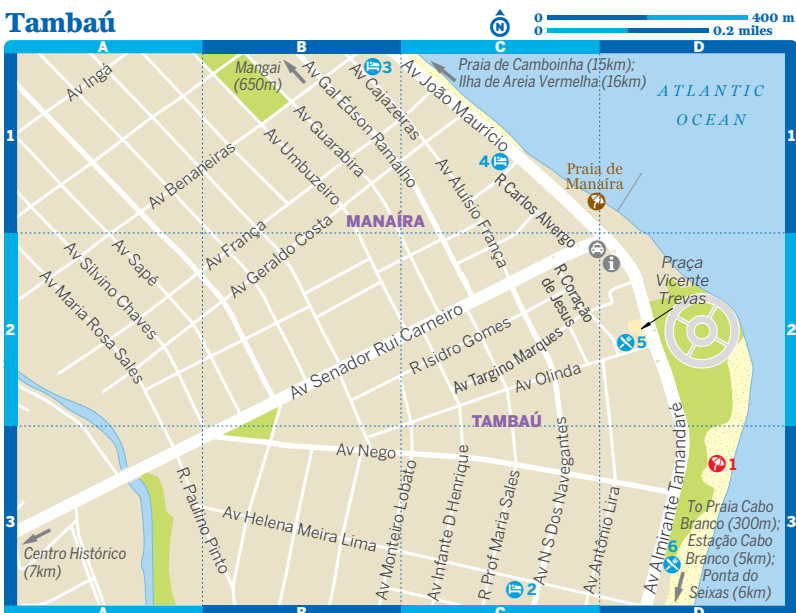 Tambaú
N
0 400 m
0 0.2 miles
A B C D
1 1
2 2
3 3
A B C D
Av Ingá
Mangai
(650m)
Av Gal Édson Ramalho
Av Cajazeiras
3
Av João Maurício
Praia de Camboinha (15km);
Ilha de Areia Vermelha (16km)
ATLANTIC
OCEAN
Av Guarabira
Av Umbuzeiro
Av Benaneiras
4
R Carlos Alvergo
Av Aluísio França
Praia de
Manaíra
MANAÍRA
Av França
Av Geraldo Costa
Av Sapé
Av Silvino Chaves
Av Maria Rosa Sales
i
R Coração
de Jesus
Praça
Vicente
Trevas
5
Av Senador Rui Carneiro
R Isidro Gomes
Av Targino Marques
Av Olinda
TAMBAÚ
Av Nego
R. Paulino Pinto
Av Helena Meira Lima
Av Monteiro Lobato
Av Infante D Henrique
R Prof Maria Sales
Av N S Dos Navegantes
Av Antônio Lira
Av Almirante Tamandaré
1
2
6
To Praia Cabo
Branco (300m);
Estação Cabo
Branco (5km);
Ponta do
Seixas (6km)
Centro Histórico
(7km)